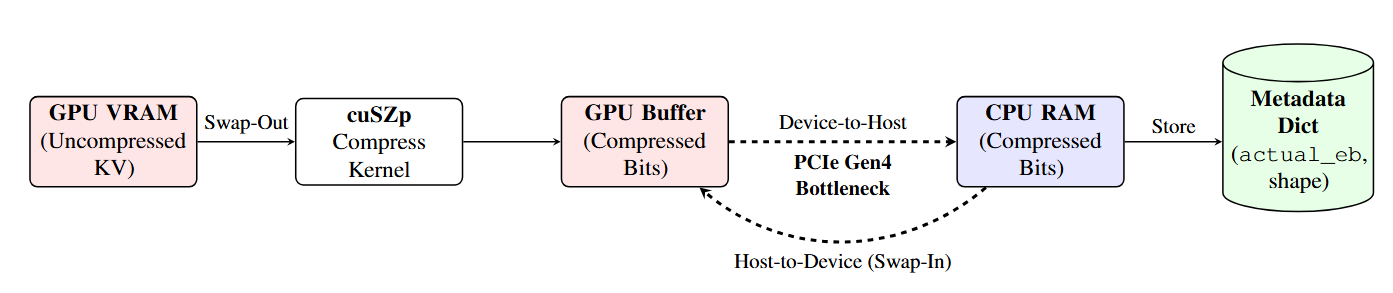 GPU VRAM
(Uncompressed
KV)
Swap-Out
cuSZp
Compress
Kernel
GPU Buffer
(Compressed
Bits)
Device-to-Host
PCIe Gen4
Bottleneck
CPU RAM
(Compressed
Bits)
Store
Metadata
Dict
(actual_eb,
shape)
Host-to-Device (Swap-In)